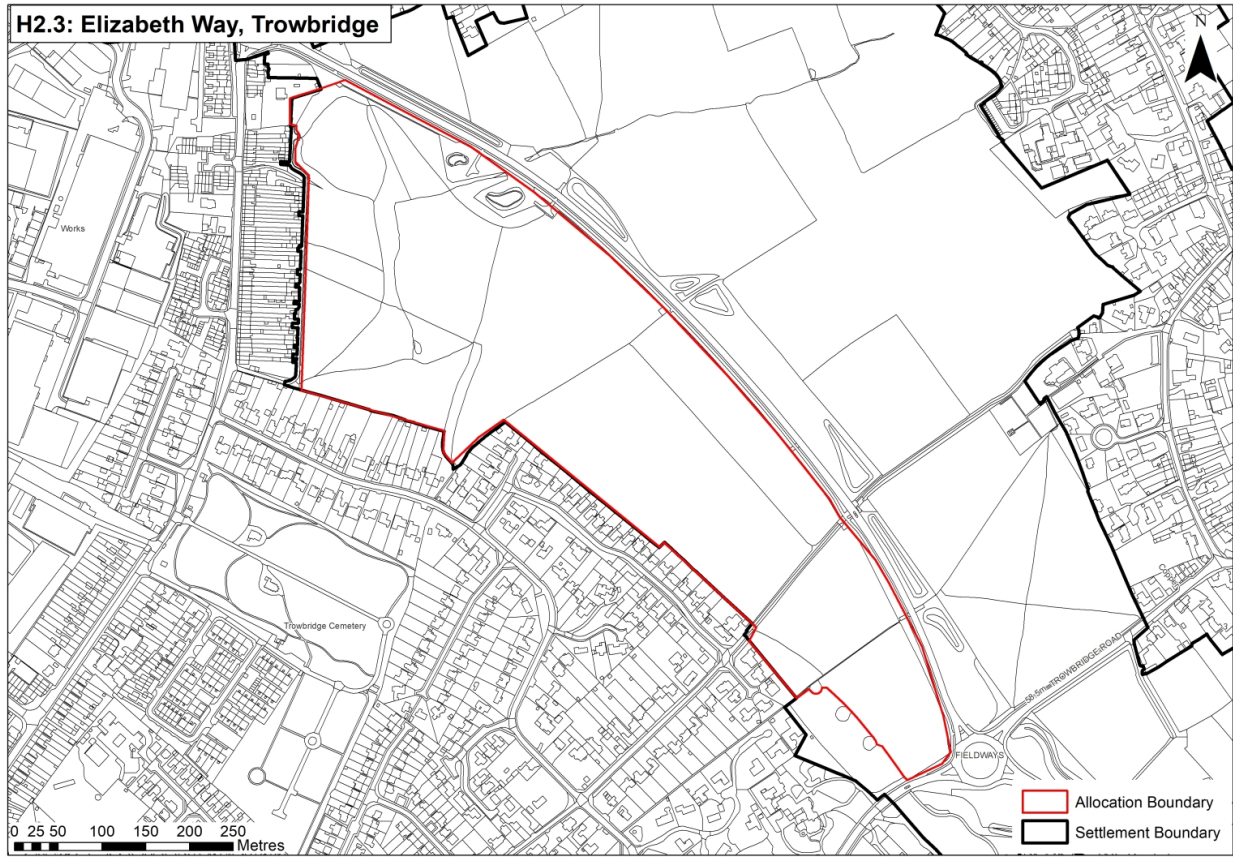 H2.3: Elizabeth Way, Trowbridge
N
Works
Trowbridge Cemetery
TROWBRIDGE ROAD
FIELDWAYS
Allocation Boundary
Settlement Boundary
0 25 50 100 150 200 250
Metres